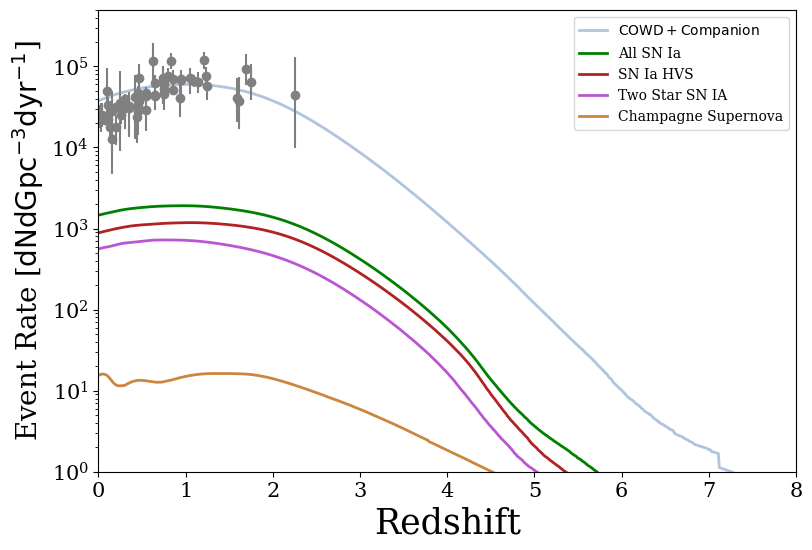 COWD + Companion
All SN Ia
SN Ia HVS
Two Star SN IA
Champagne Supernova
Event Rate [dNdGpc⁻³dyr⁻¹]
10⁵
10⁴
10³
10²
10¹
10⁰
0 1 2 3 4 5 6 7 8
Redshift